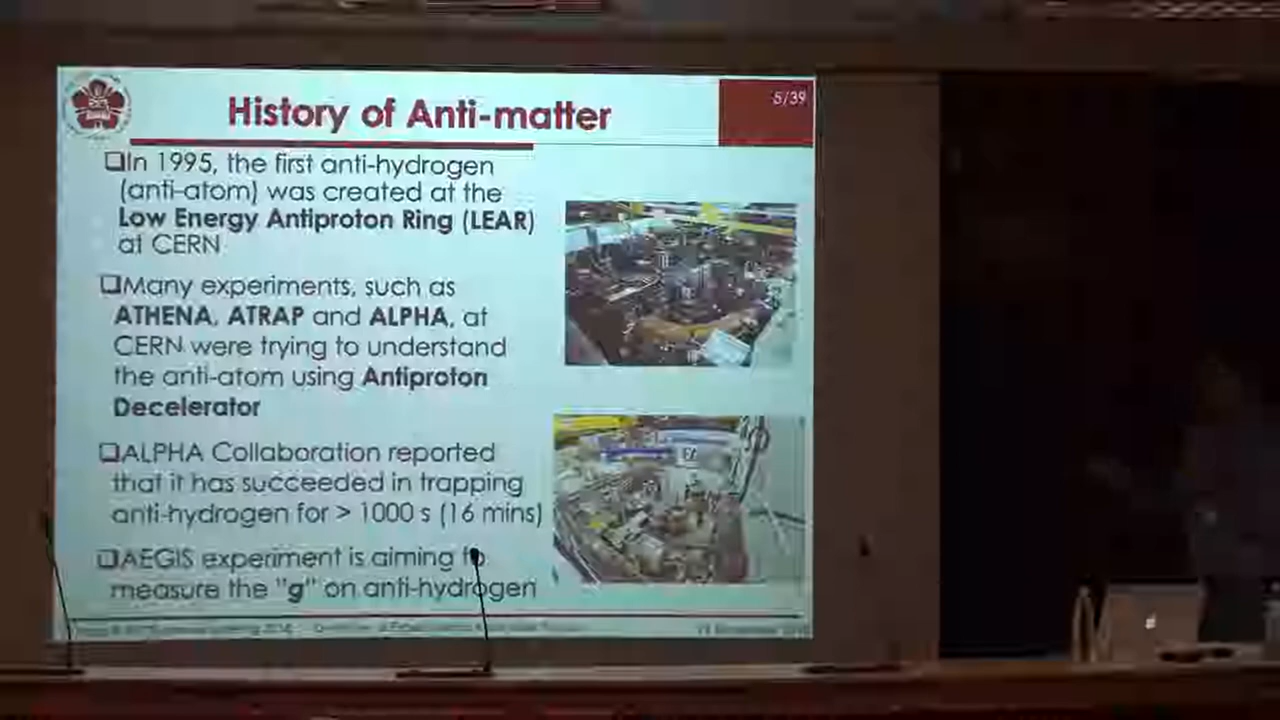 History of Anti-matter
5/39
❑In 1995, the first anti-hydrogen
(anti-atom) was created at the
Low Energy Antiproton Ring (LEAR)
at CERN
❑Many experiments, such as
ATHENA, ATRAP and ALPHA, at
CERN were trying to understand
the anti-atom using Antiproton
Decelerator
❑ALPHA Collaboration reported
that it has succeeded in trapping
anti-hydrogen for > 1000 s (16 mins)
❑AEGIS experiment is aiming to
measure the "g" on anti-hydrogen